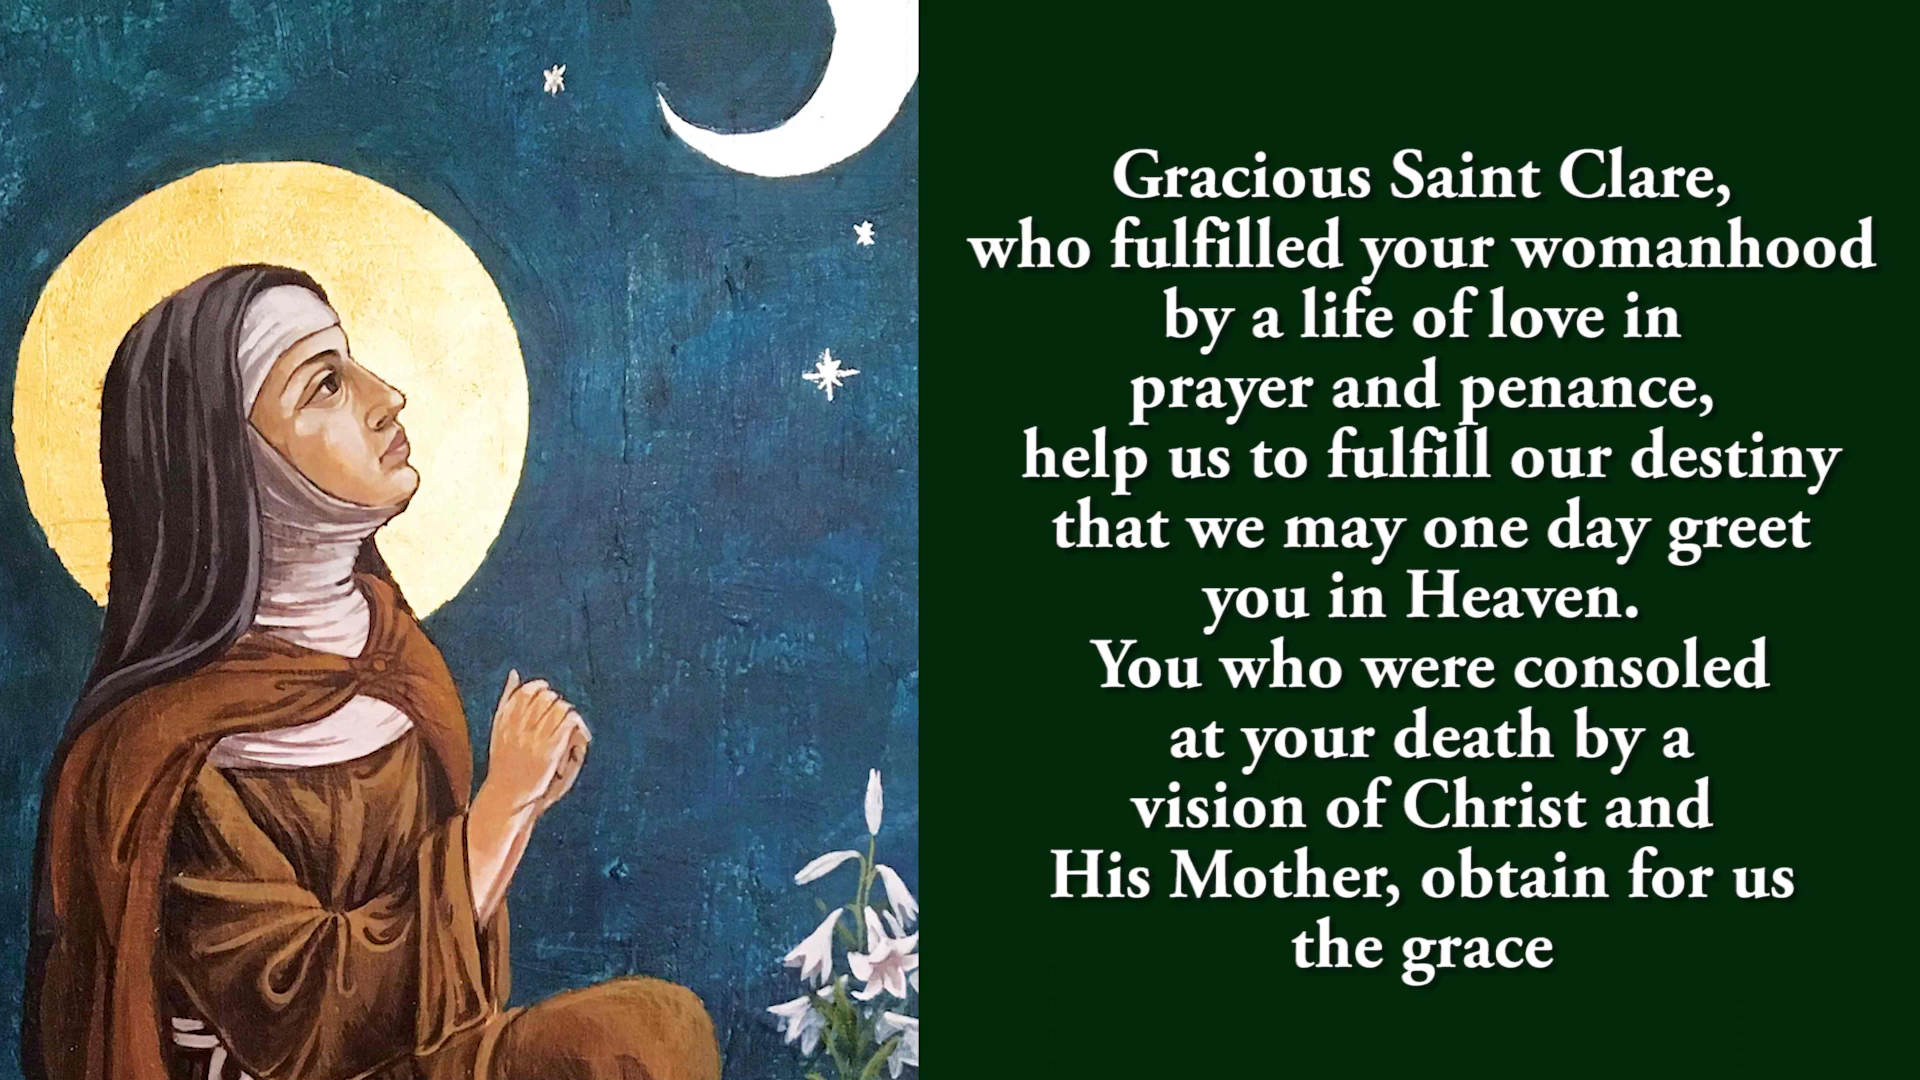 Gracious Saint Clare,
who fulfilled your womanhood
by a life of love in
prayer and penance,
help us to fulfill our destiny
that we may one day greet
you in Heaven.
You who were consoled
at your death by a
vision of Christ and
His Mother, obtain for us
the grace